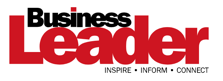 Business
Leader
INSPIRE • INFORM • CONNECT